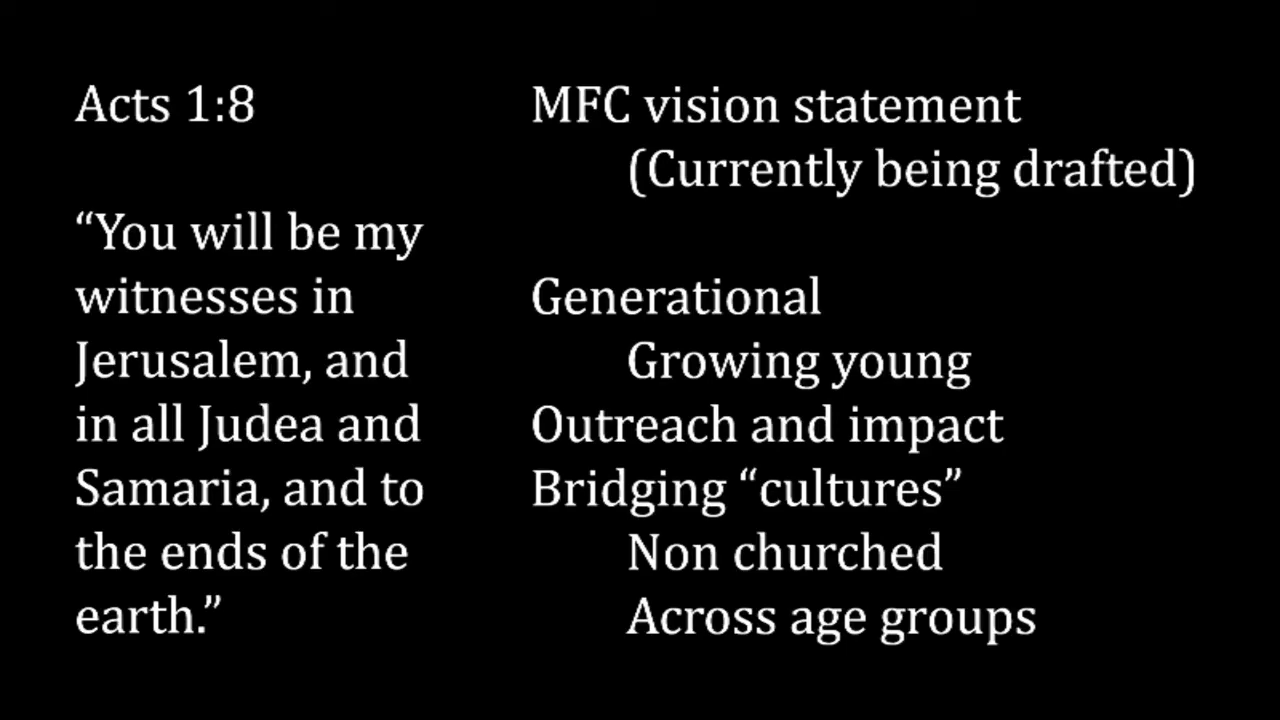 Acts 1:8
“You will be my
witnesses in
Jerusalem, and
in all Judea and
Samaria, and to
the ends of the
earth.”
MFC vision statement
(Currently being drafted)
Generational
Growing young
Outreach and impact
Bridging “cultures”
Non churched
Across age groups